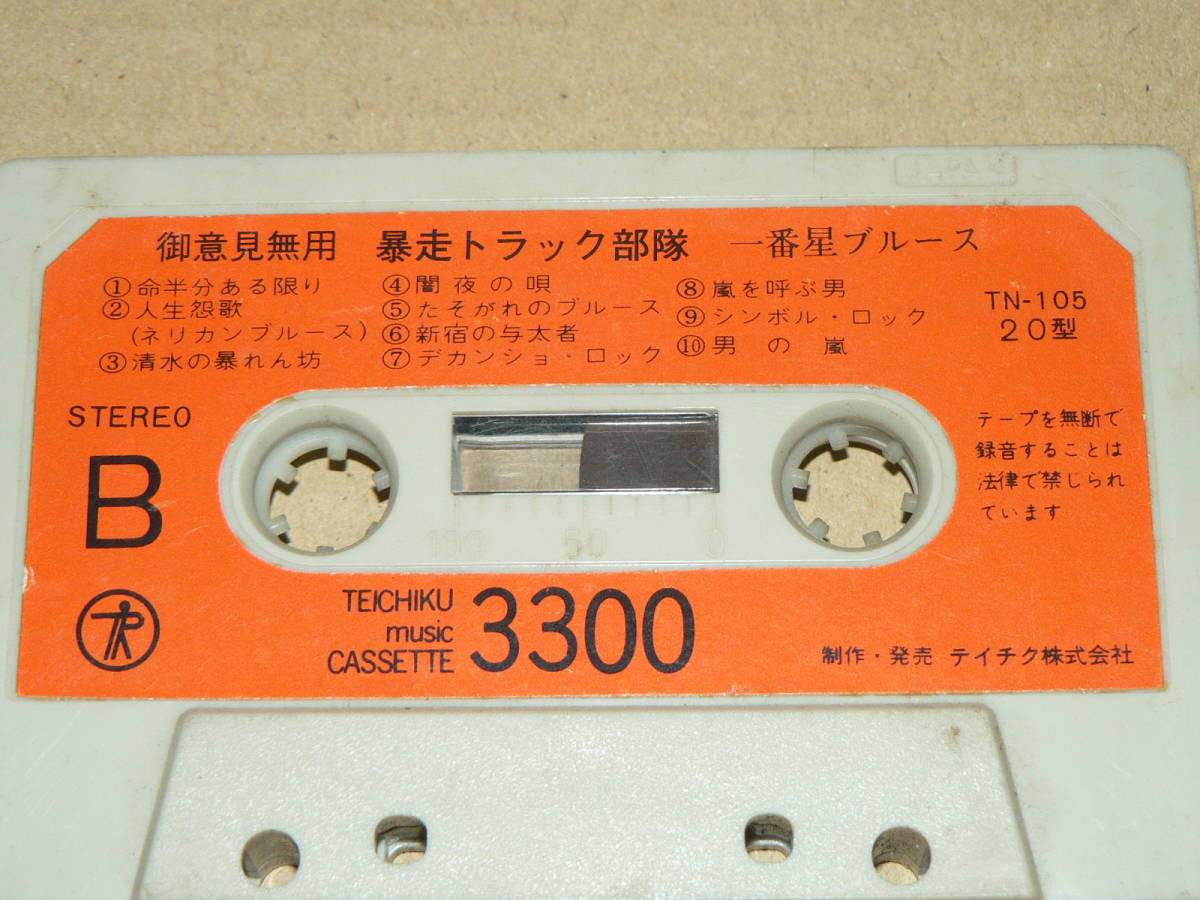 御意見無用 暴走トラック部隊 一番星ブルース
①命半分ある限り
②人生怨歌
(ネリカンブルース)
③清水の暴れん坊
④闇夜の唄
⑤たそがれのブルース
⑥新宿の与太者
⑦デカンショ・ロック
⑧嵐を呼ぶ男
⑨シンボル・ロック
⑩男の嵐
TN-105
20型
STEREO
B
テープを無断で
録音することは
法律で禁じられ
ています
100 50 0
TEICHIKU
music
CASSETTE
3300
制作・発売 テイチク株式会社